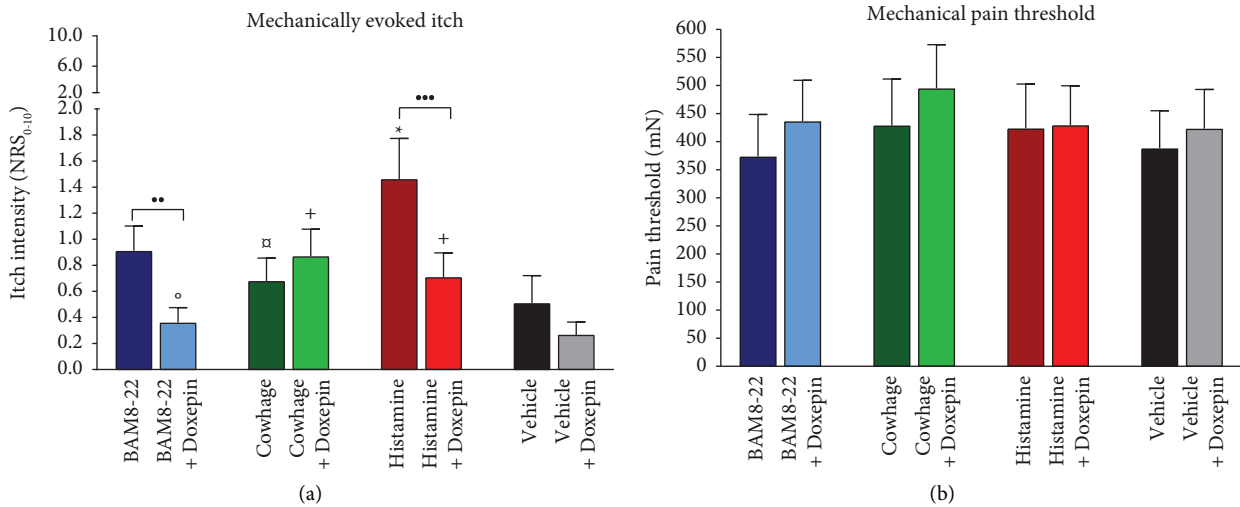 Mechanically evoked itch
Itch intensity (NRS0-10)
10.0
6.0
2.0
2.0
1.8
1.6
1.4
1.2
1.0
0.8
0.6
0.4
0.2
0.0
••
°
¤
+
*
•••
+
BAM8-22
BAM8-22
+ Doxepin
Cowhage
Cowhage
+ Doxepin
Histamine
Histamine
+ Doxepin
Vehicle
Vehicle
+ Doxepin
(a)
Mechanical pain threshold
Pain threshold (mN)
600
550
500
450
400
350
300
250
200
150
100
50
0
BAM8-22
BAM8-22
+ Doxepin
Cowhage
Cowhage
+ Doxepin
Histamine
Histamine
+ Doxepin
Vehicle
Vehicle
+ Doxepin
(b)